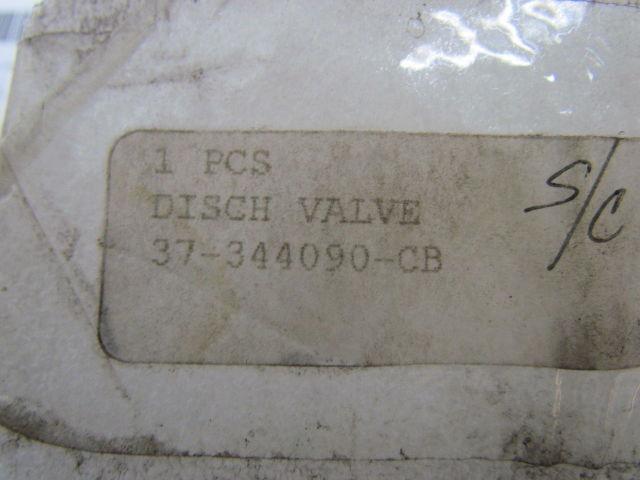 1 PCS
DISCH VALVE
37-344090-CB
S/C